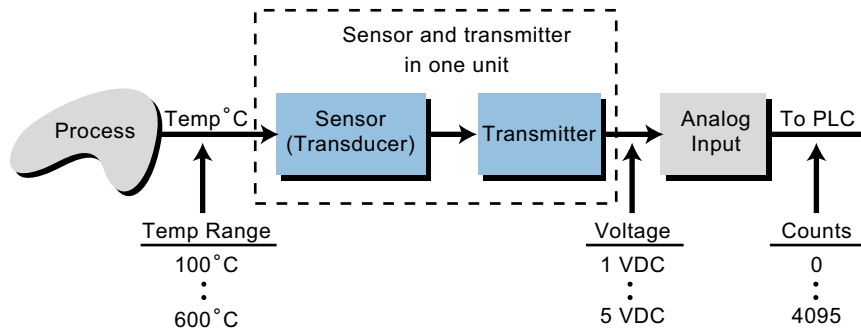 Sensor and transmitter
in one unit
Process
Temp°C
Sensor
(Transducer)
Transmitter
Analog
Input
To PLC
Temp Range
100°C
600°C
Voltage
1 VDC
5 VDC
Counts
0
4095